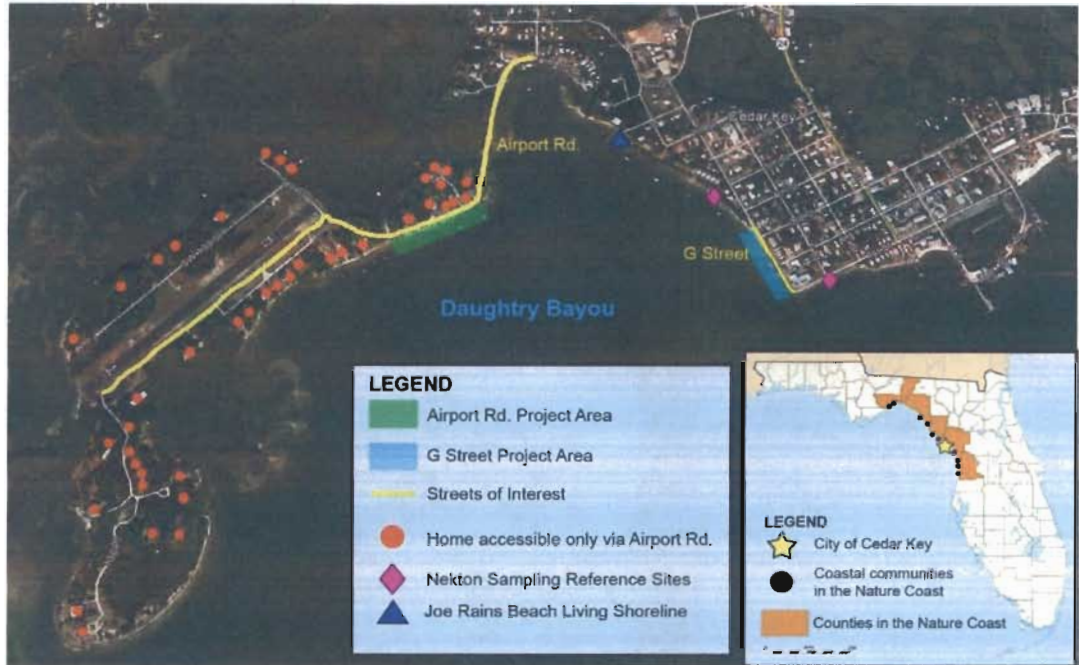 24
Cedar Key
Airport Rd.
G Street
Daughtry Bayou
LEGEND
Airport Rd. Project Area
G Street Project Area
Streets of Interest
Home accessible only via Airport Rd.
Nekton Sampling Reference Sites
Joe Rains Beach Living Shoreline
LEGEND
City of Cedar Key
Coastal communities
in the Nature Coast
Counties in the Nature Coast